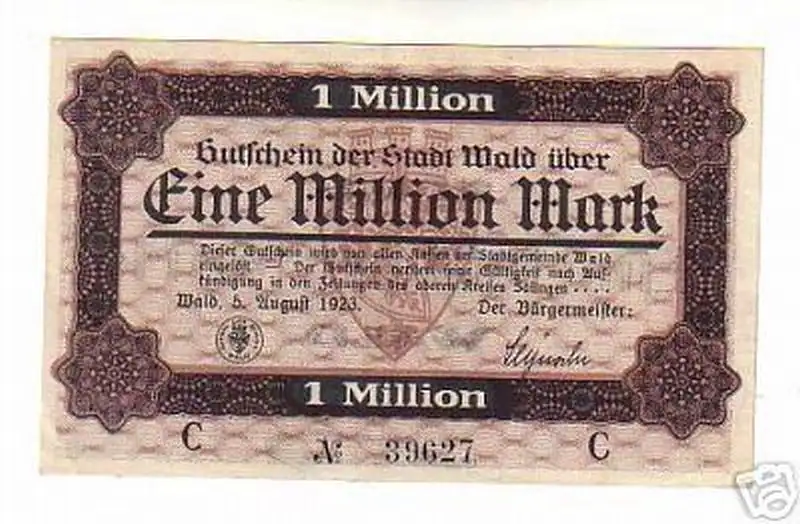 1 Million
Gutschein der Stadt Wald über
Eine Million Mark
Dieser Gutschein wird von allen Kassen der Stadtgemeinde Wald
eingelöst. Der Gutschein verliert seine Gültigkeit nach Auf-
kündigung in den Zeitungen des oberen Kreises Solingen . . . .
Wald, 5. August 1923. Der Bürgermeister:
1 Million
C № 39627 C